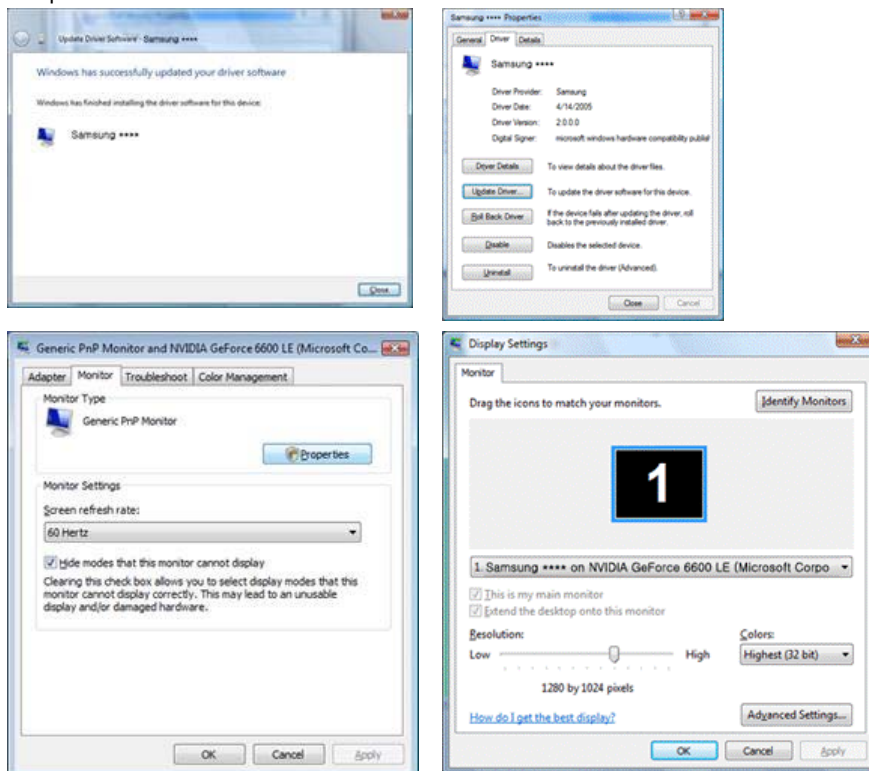 Update Driver Software - Samsung ****
Windows has successfully updated your driver software
Windows has finished installing the driver software for this device:
Samsung ****
Close
Samsung **** Properties
General Driver Details
Samsung ****
Driver Provider: Samsung
Driver Date: 4/14/2005
Driver Version: 2.0.0.0
Digital Signer: microsoft windows hardware compatibility publis
Driver Details To view details about the driver files.
Update Driver... To update the driver software for this device.
Roll Back Driver If the device fails after updating the driver, roll
back to the previously installed driver.
Disable Disables the selected device.
Uninstall To uninstall the driver (Advanced).
Close Cancel
Generic PnP Monitor and NVIDIA GeForce 6600 LE (Microsoft Co...
Adapter Monitor Troubleshoot Color Management
Monitor Type
Generic PnP Monitor
Properties
Monitor Settings
Screen refresh rate:
60 Hertz
Hide modes that this monitor cannot display
Clearing this check box allows you to select display modes that this
monitor cannot display correctly. This may lead to an unusable
display and/or damaged hardware.
OK Cancel Apply
Display Settings
Monitor
Drag the icons to match your monitors.
Identify Monitors
1
1. Samsung **** on NVIDIA GeForce 6600 LE (Microsoft Corpo
This is my main monitor
Extend the desktop onto this monitor
Resolution:
Colors:
Low High
Highest (32 bit)
1280 by 1024 pixels
How do I get the best display?
Advanced Settings...
OK Cancel Apply